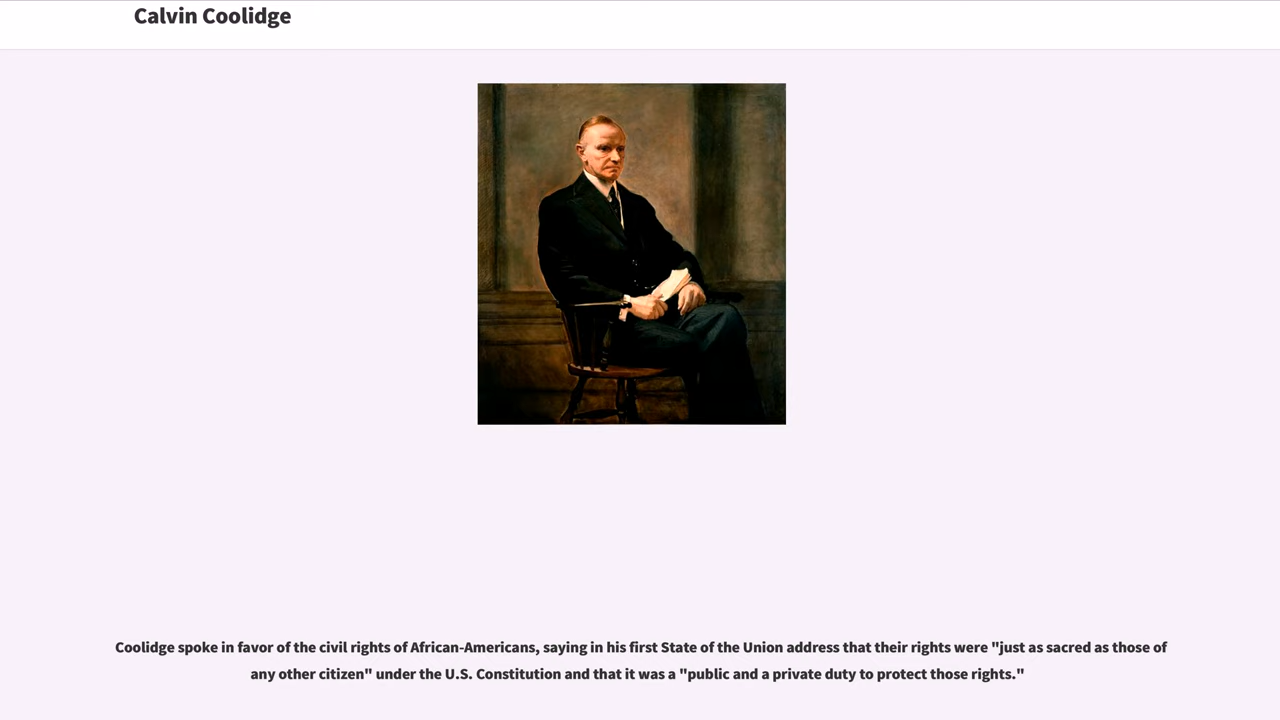 Calvin Coolidge
Coolidge spoke in favor of the civil rights of African-Americans, saying in his first State of the Union address that their rights were "just as sacred as those of
any other citizen" under the U.S. Constitution and that it was a "public and a private duty to protect those rights."